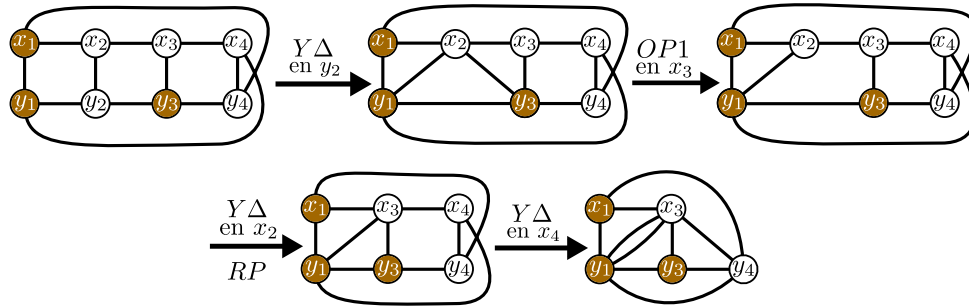 x₁ x₂ x₃ x₄
y₁ y₂ y₃ y₄
YΔ
en y₂
x₁ x₂ x₃ x₄
y₁ y₃ y₄
OP1
en x₃
x₁ x₂ x₃ x₄
y₁ y₃ y₄
YΔ
en x₂
RP
x₁ x₃ x₄
y₁ y₃ y₄
YΔ
en x₄
x₁ x₃
y₁ y₃ y₄